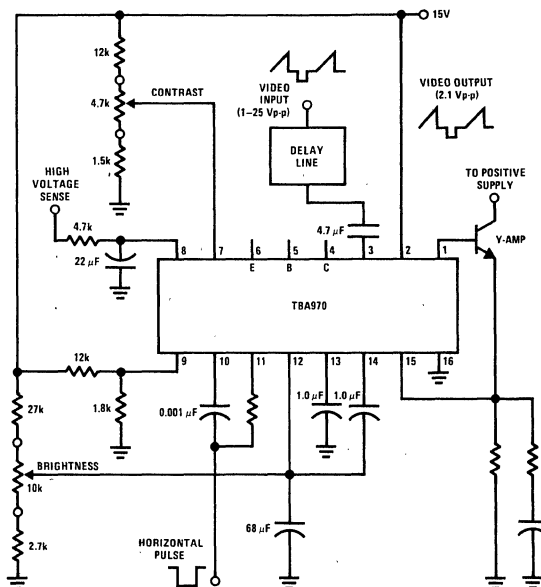 15V
12k
4.7k
CONTRAST
1.5k
VIDEO
INPUT
(1–25 Vp-p)
VIDEO OUTPUT
(2.1 Vp-p)
DELAY
LINE
HIGH
VOLTAGE
SENSE
4.7k
22 μF
4.7 μF
TO POSITIVE
SUPPLY
Y-AMP
8 7 6 5 4 3 2 1
E B C
TBA970
9 10 11 12 13 14 15 16
12k
1.8k
0.001 μF
1.0 μF
1.0 μF
27k
BRIGHTNESS
10k
2.7k
68 μF
HORIZONTAL
PULSE